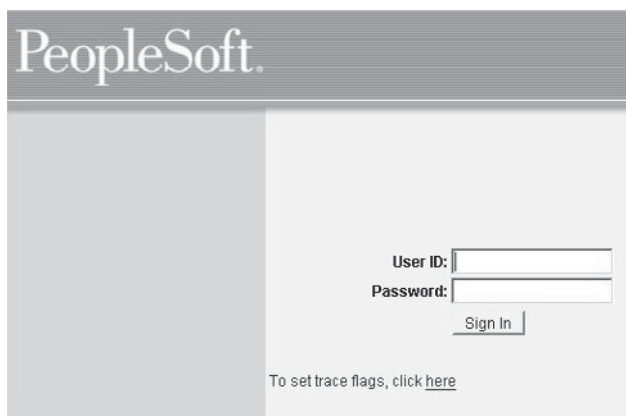 PeopleSoft®
User ID:
Password:
Sign In
To set trace flags, click here